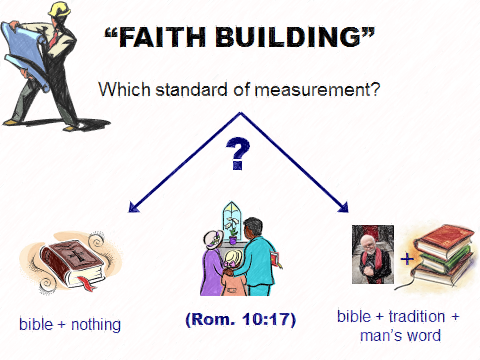 “FAITH BUILDING”
Which standard of measurement?
?
+
bible + nothing
(Rom. 10:17)
bible + tradition +
man’s word